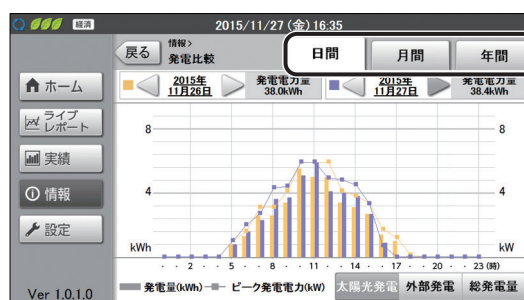 経済 2015/11/27 (金) 16:35
戻る
情報>
発電比較
日間 月間 年間
ホーム
ライブ
レポート
実績
情報
設定
Ver 1.0.1.0
2015年
11月26日
発電電力量
38.0kWh
2015年
11月27日
発電電力量
38.4kWh
8 8
4 4
kWh kW
・ ・ 2 ・ ・ 5 ・ ・ 8 ・ ・ 11 ・ ・ 14 ・ ・ 17 ・ ・ 20 ・ ・ 23 (時)
発電量(kWh) ピーク発電電力(kW)
太陽光発電 外部発電 総発電量